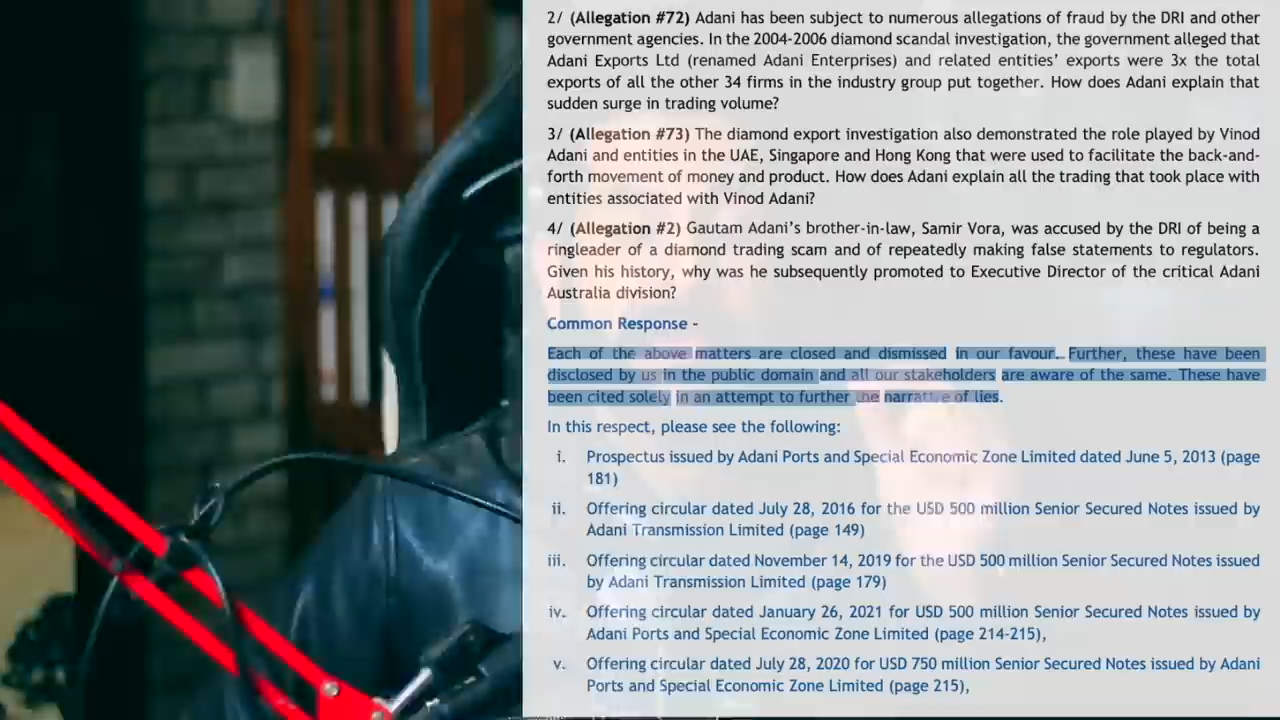 2/ (Allegation #72) Adani has been subject to numerous allegations of fraud by the DRI and other
government agencies. In the 2004-2006 diamond scandal investigation, the government alleged that
Adani Exports Ltd (renamed Adani Enterprises) and related entities’ exports were 3x the total
exports of all the other 34 firms in the industry group put together. How does Adani explain that
sudden surge in trading volume?
3/ (Allegation #73) The diamond export investigation also demonstrated the role played by Vinod
Adani and entities in the UAE, Singapore and Hong Kong that were used to facilitate the back-and-
forth movement of money and product. How does Adani explain all the trading that took place with
entities associated with Vinod Adani?
4/ (Allegation #2) Gautam Adani’s brother-in-law, Samir Vora, was accused by the DRI of being a
ringleader of a diamond trading scam and of repeatedly making false statements to regulators.
Given his history, why was he subsequently promoted to Executive Director of the critical Adani
Australia division?
Common Response -
Each of the above matters are closed and dismissed in our favour. Further, these have been
disclosed by us in the public domain and all our stakeholders are aware of the same. These have
been cited solely in an attempt to further the narrative of lies.
In this respect, please see the following:
i. Prospectus issued by Adani Ports and Special Economic Zone Limited dated June 5, 2013 (page
181)
ii. Offering circular dated July 28, 2016 for the USD 500 million Senior Secured Notes issued by
Adani Transmission Limited (page 149)
iii. Offering circular dated November 14, 2019 for the USD 500 million Senior Secured Notes issued
by Adani Transmission Limited (page 179)
iv. Offering circular dated January 26, 2021 for USD 500 million Senior Secured Notes issued by
Adani Ports and Special Economic Zone Limited (page 214-215),
v. Offering circular dated July 28, 2020 for USD 750 million Senior Secured Notes issued by Adani
Ports and Special Economic Zone Limited (page 215),